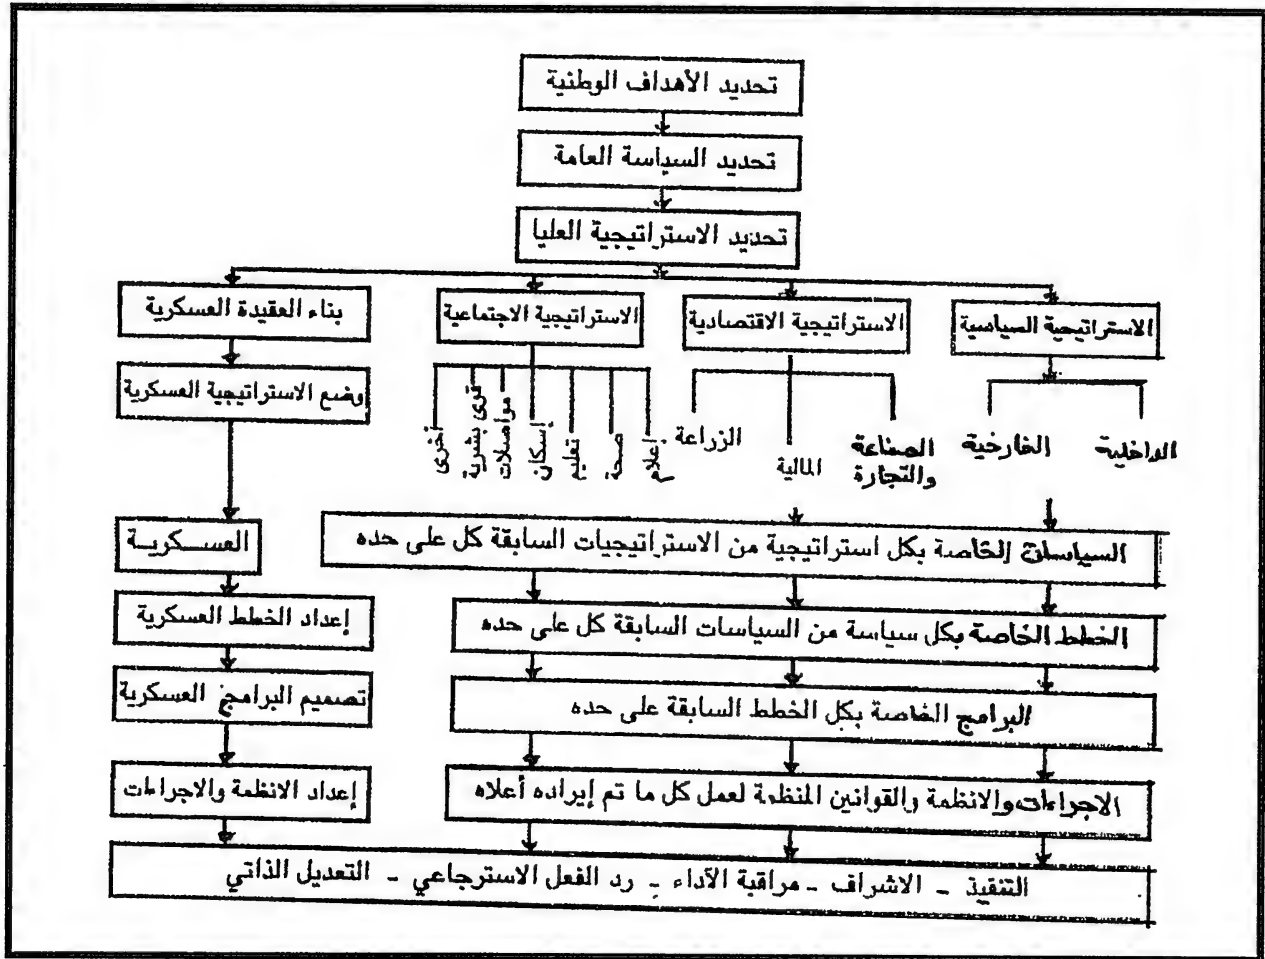 تحديد الأهداف الوطنية
تحديد السياسة العامة
تحديد الاستراتيجية العليا
الاستراتيجية السياسية
الاستراتيجية الاقتصادية
الاستراتيجية الاجتماعية
بناء العقيدة العسكرية
وضع الاستراتيجية العسكرية
الداخلية
الخارجية
الصناعة
والتجارة
المالية
الزراعة
إعلام
صحة
تعليم
إسكان
مواصلات
قوى بشرية
أخرى
السياسات الخاصة بكل استراتيجية من الاستراتيجيات السابقة كل على حده
العسـكريـة
الخطط الخاصة بكل سياسة من السياسات السابقة كل على حده
إعداد الخطط العسكرية
البرامج الخاصة بكل الخطط السابقة على حده
تصميم البرامج العسكرية
الاجراءات والانظمة والقوانين المنظمة لعمل كل ما تم إيراده أعلاه
إعداد الانظمة والاجراءات
التنفيذ - الاشراف - مراقبة الآداء - رد الفعل الاسترجاعي - التعديل الذاتي